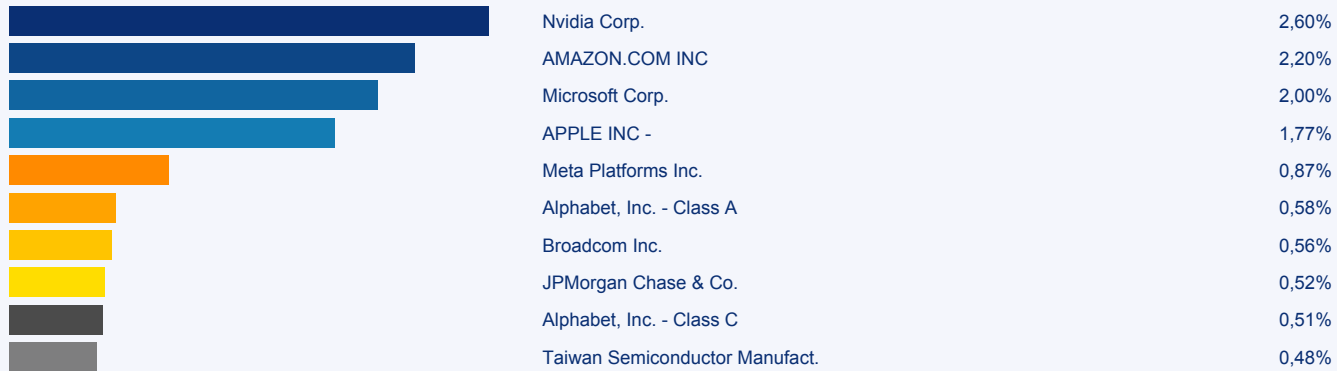 Nvidia Corp. 2,60%
AMAZON.COM INC 2,20%
Microsoft Corp. 2,00%
APPLE INC - 1,77%
Meta Platforms Inc. 0,87%
Alphabet, Inc. - Class A 0,58%
Broadcom Inc. 0,56%
JPMorgan Chase & Co. 0,52%
Alphabet, Inc. - Class C 0,51%
Taiwan Semiconductor Manufact. 0,48%